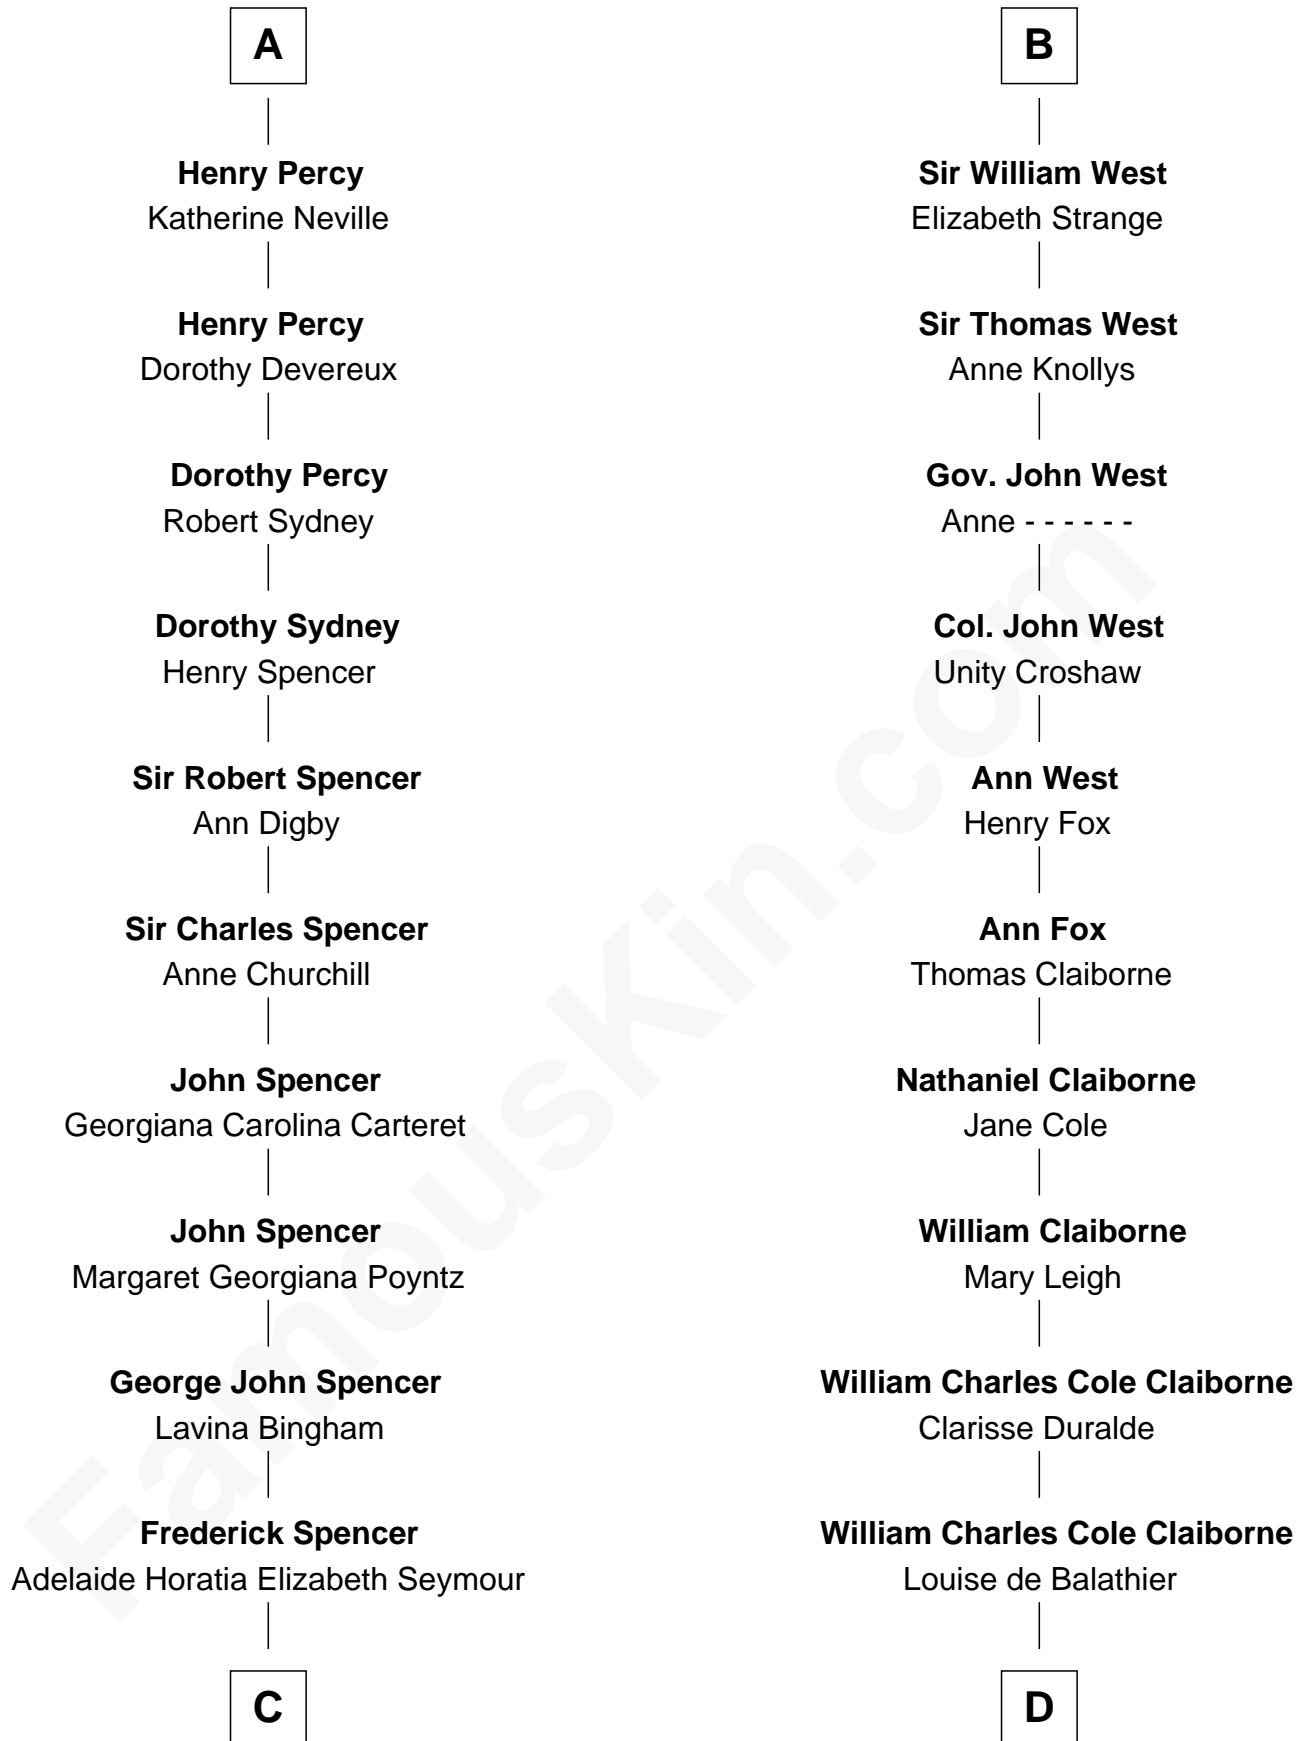 A
Henry Percy
Katherine Neville
Henry Percy
Dorothy Devereux
Dorothy Percy
Robert Sydney
Dorothy Sydney
Henry Spencer
Sir Robert Spencer
Ann Digby
Sir Charles Spencer
Anne Churchill
John Spencer
Georgiana Carolina Carteret
John Spencer
Margaret Georgiana Poyntz
George John Spencer
Lavina Bingham
Frederick Spencer
Adelaide Horatia Elizabeth Seymour
C
B
Sir William West
Elizabeth Strange
Sir Thomas West
Anne Knollys
Gov. John West
Anne - - - - - -
Col. John West
Unity Croshaw
Ann West
Henry Fox
Ann Fox
Thomas Claiborne
Nathaniel Claiborne
Jane Cole
William Claiborne
Mary Leigh
William Charles Cole Claiborne
Clarisse Duralde
William Charles Cole Claiborne
Louise de Balathier
D
FamousKin.com